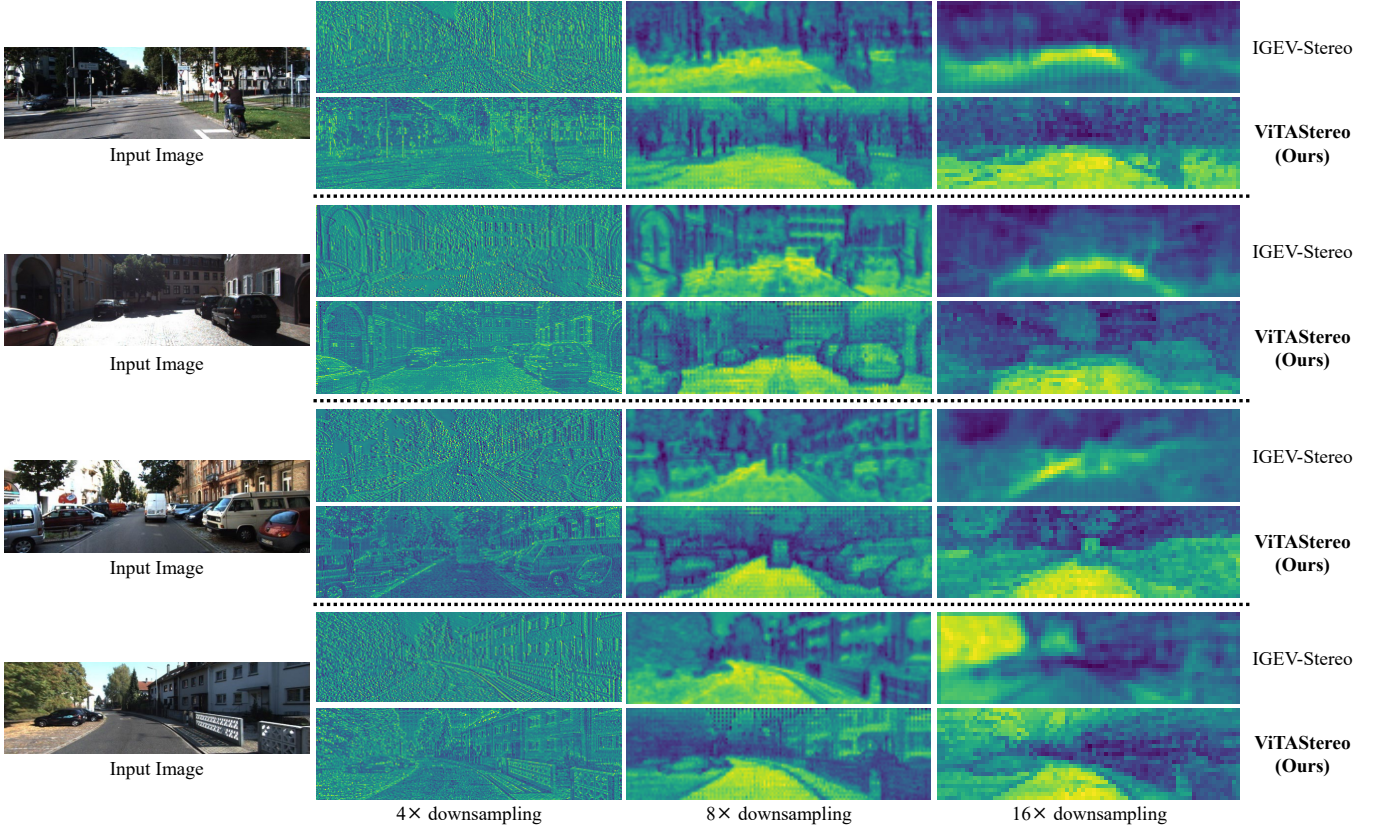 IGEV-Stereo
ViTAStereo
(Ours)
Input Image
IGEV-Stereo
ViTAStereo
(Ours)
Input Image
IGEV-Stereo
ViTAStereo
(Ours)
Input Image
IGEV-Stereo
ViTAStereo
(Ours)
Input Image
4× downsampling
8× downsampling
16× downsampling